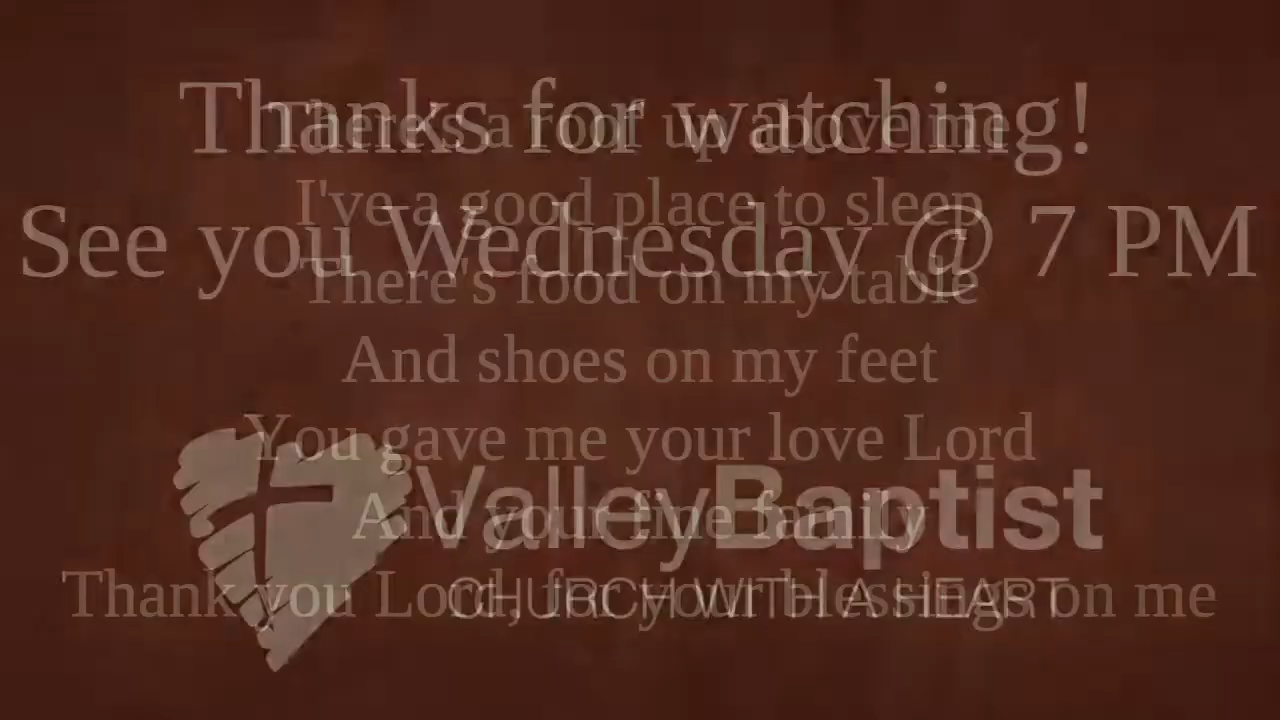 Thanks for watching!
There's a roof up above me
I've a good place to sleep
See you Wednesday @ 7 PM
There's food on my table
And shoes on my feet
You gave me your love Lord
ValleyBaptist
And your fine family
Thank you Lord, for your blessings on me
CHURCH WITH A HEART